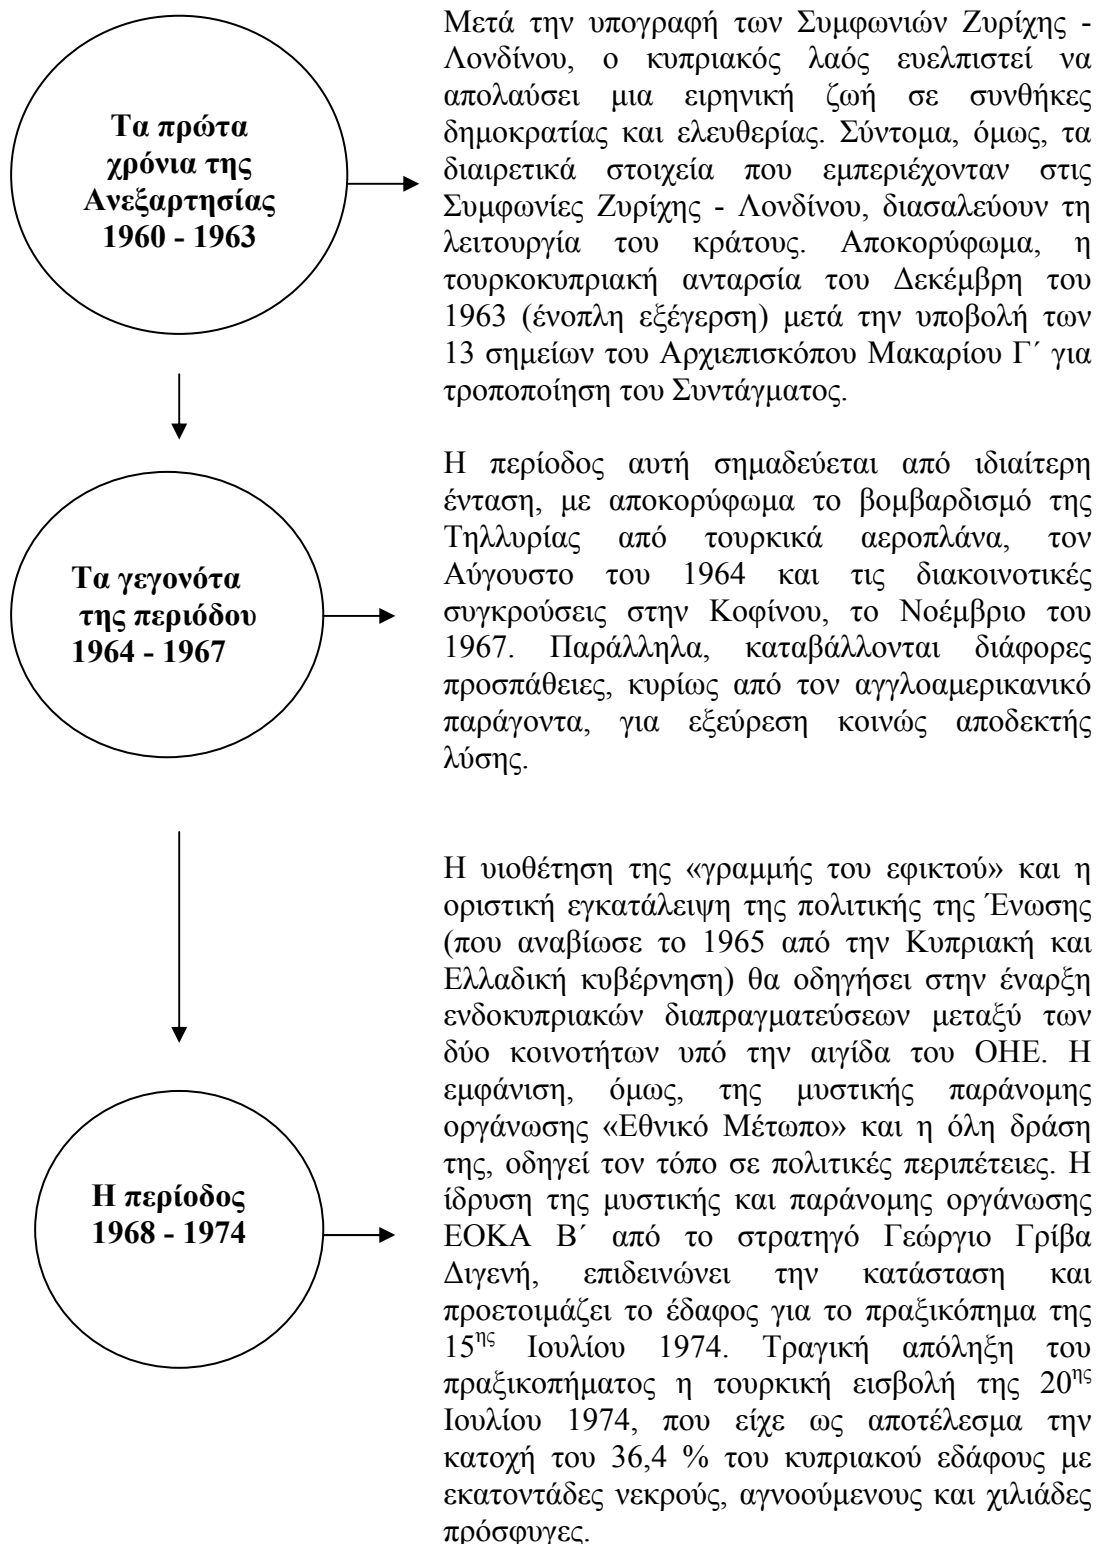 Τα πρώτα
χρόνια της
Ανεξαρτησίας
1960 - 1963
Μετά την υπογραφή των Συμφωνιών Ζυρίχης -
Λονδίνου, ο κυπριακός λαός ευελπιστεί να
απολαύσει μια ειρηνική ζωή σε συνθήκες
δημοκρατίας και ελευθερίας. Σύντομα, όμως, τα
διαιρετικά στοιχεία που εμπεριέχονταν στις
Συμφωνίες Ζυρίχης - Λονδίνου, διασαλεύουν τη
λειτουργία του κράτους. Αποκορύφωμα, η
τουρκοκυπριακή ανταρσία του Δεκέμβρη του
1963 (ένοπλη εξέγερση) μετά την υποβολή των
13 σημείων του Αρχιεπισκόπου Μακαρίου Γ΄ για
τροποποίηση του Συντάγματος.
Τα γεγονότα
της περιόδου
1964 - 1967
Η περίοδος αυτή σημαδεύεται από ιδιαίτερη
ένταση, με αποκορύφωμα το βομβαρδισμό της
Τηλλυρίας από τουρκικά αεροπλάνα, τον
Αύγουστο του 1964 και τις διακοινοτικές
συγκρούσεις στην Κοφίνου, το Νοέμβριο του
1967. Παράλληλα, καταβάλλονται διάφορες
προσπάθειες, κυρίως από τον αγγλοαμερικανικό
παράγοντα, για εξεύρεση κοινώς αποδεκτής
λύσης.
Η περίοδος
1968 - 1974
Η υιοθέτηση της «γραμμής του εφικτού» και η
οριστική εγκατάλειψη της πολιτικής της Ένωσης
(που αναβίωσε το 1965 από την Κυπριακή και
Ελλαδική κυβέρνηση) θα οδηγήσει στην έναρξη
ενδοκυπριακών διαπραγματεύσεων μεταξύ των
δύο κοινοτήτων υπό την αιγίδα του ΟΗΕ. Η
εμφάνιση, όμως, της μυστικής παράνομης
οργάνωσης «Εθνικό Μέτωπο» και η όλη δράση
της, οδηγεί τον τόπο σε πολιτικές περιπέτειες. Η
ίδρυση της μυστικής και παράνομης οργάνωσης
ΕΟΚΑ Β΄ από το στρατηγό Γεώργιο Γρίβα
Διγενή, επιδεινώνει την κατάσταση και
προετοιμάζει το έδαφος για το πραξικόπημα της
15ης Ιουλίου 1974. Τραγική απόληξη του
πραξικοπήματος η τουρκική εισβολή της 20ης
Ιουλίου 1974, που είχε ως αποτέλεσμα την
κατοχή του 36,4 % του κυπριακού εδάφους με
εκατοντάδες νεκρούς, αγνοούμενους και χιλιάδες
πρόσφυγες.